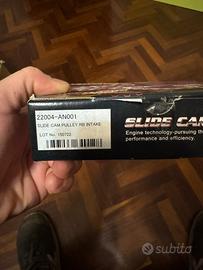 22004-AN001
SLIDE CAM PULLEY RB INTAKE
LOT No. 150722
SLIDE CAM
Engine technology-pursuing th
performance and efficiency.
subito